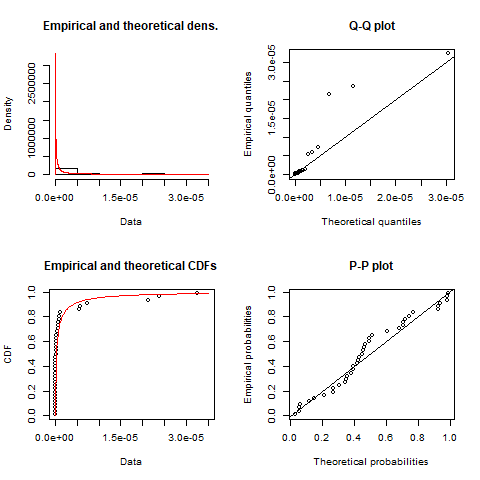 Empirical and theoretical dens.
Density
0 1000000 2500000
0.0e+00 1.5e-05 3.0e-05
Data
Q-Q plot
Empirical quantiles
0.0e+00 1.5e-05 3.0e-05
0.0e+00 1.0e-05 2.0e-05 3.0e-05
Theoretical quantiles
Empirical and theoretical CDFs
CDF
0.0 0.2 0.4 0.6 0.8 1.0
0.0e+00 1.5e-05 3.0e-05
Data
P-P plot
Empirical probabilities
0.0 0.2 0.4 0.6 0.8 1.0
0.0 0.2 0.4 0.6 0.8 1.0
Theoretical probabilities